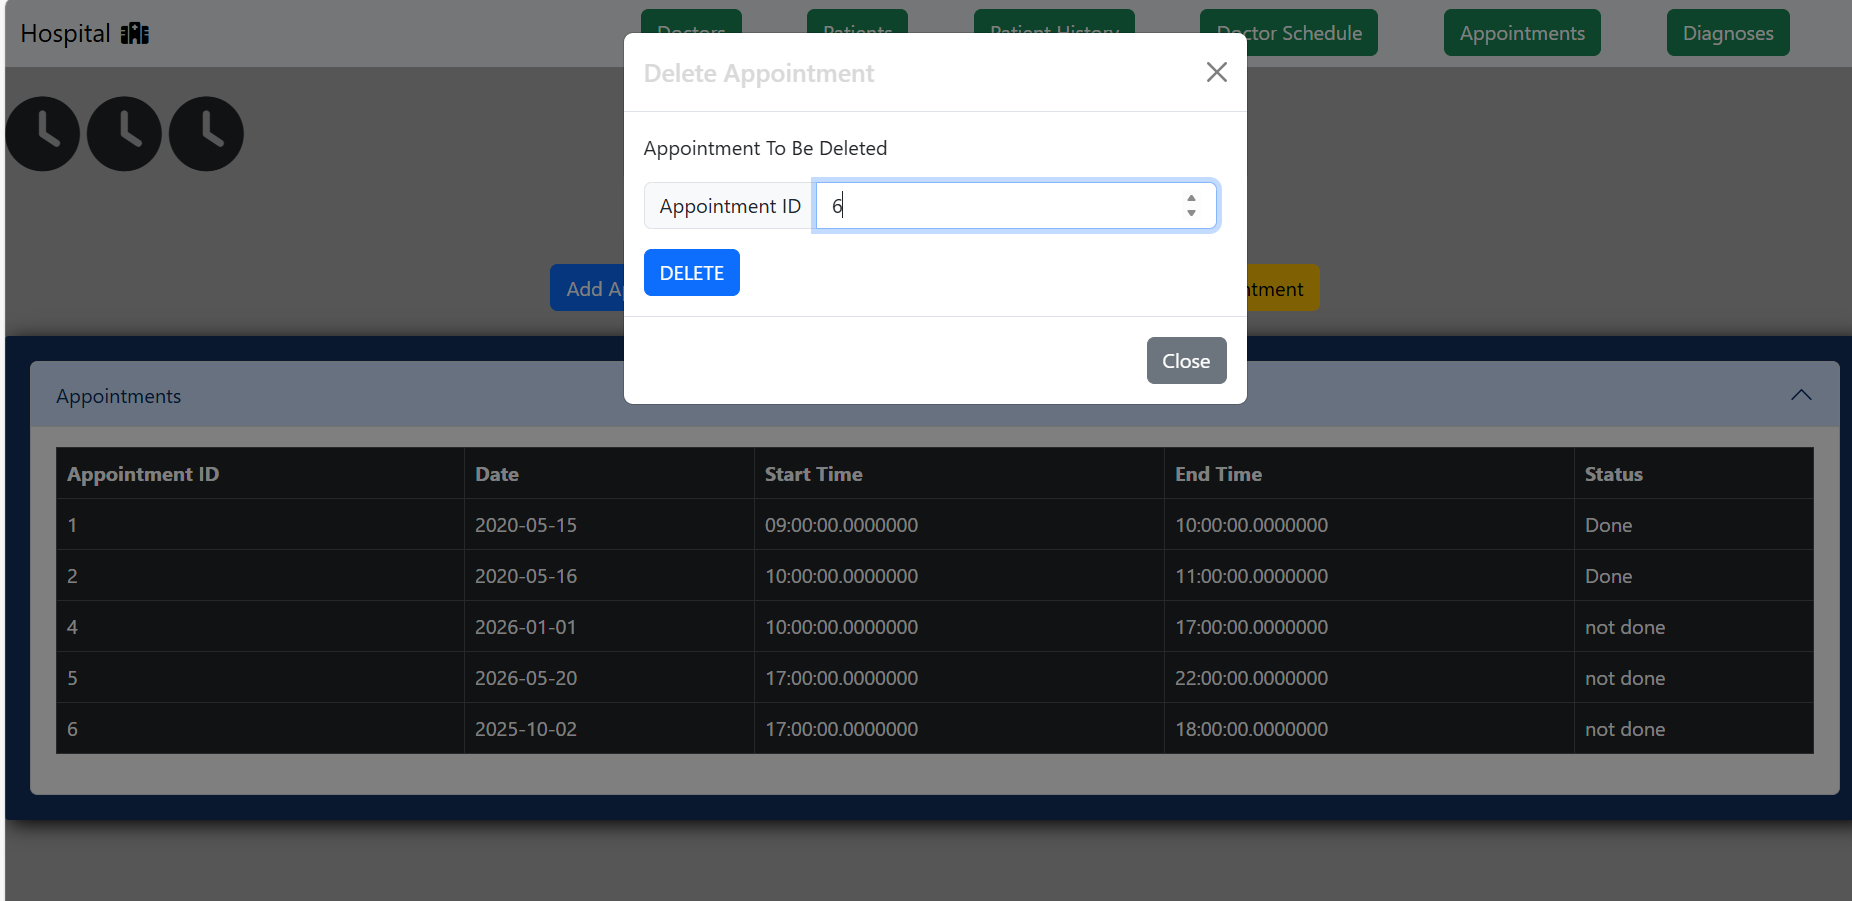 Hospital Doctors Patients Patient History Doctor Schedule Appointments Diagnoses
Delete Appointment
Appointment To Be Deleted
Appointment ID 6
DELETE
Add
Close
Appointments
Appointment ID Date Start Time End Time Status
1 2020-05-15 09:00:00.0000000 10:00:00.0000000 Done
2 2020-05-16 10:00:00.0000000 11:00:00.0000000 Done
4 2026-01-01 10:00:00.0000000 17:00:00.0000000 not done
5 2026-05-20 17:00:00.0000000 22:00:00.0000000 not done
6 2025-10-02 17:00:00.0000000 18:00:00.0000000 not done